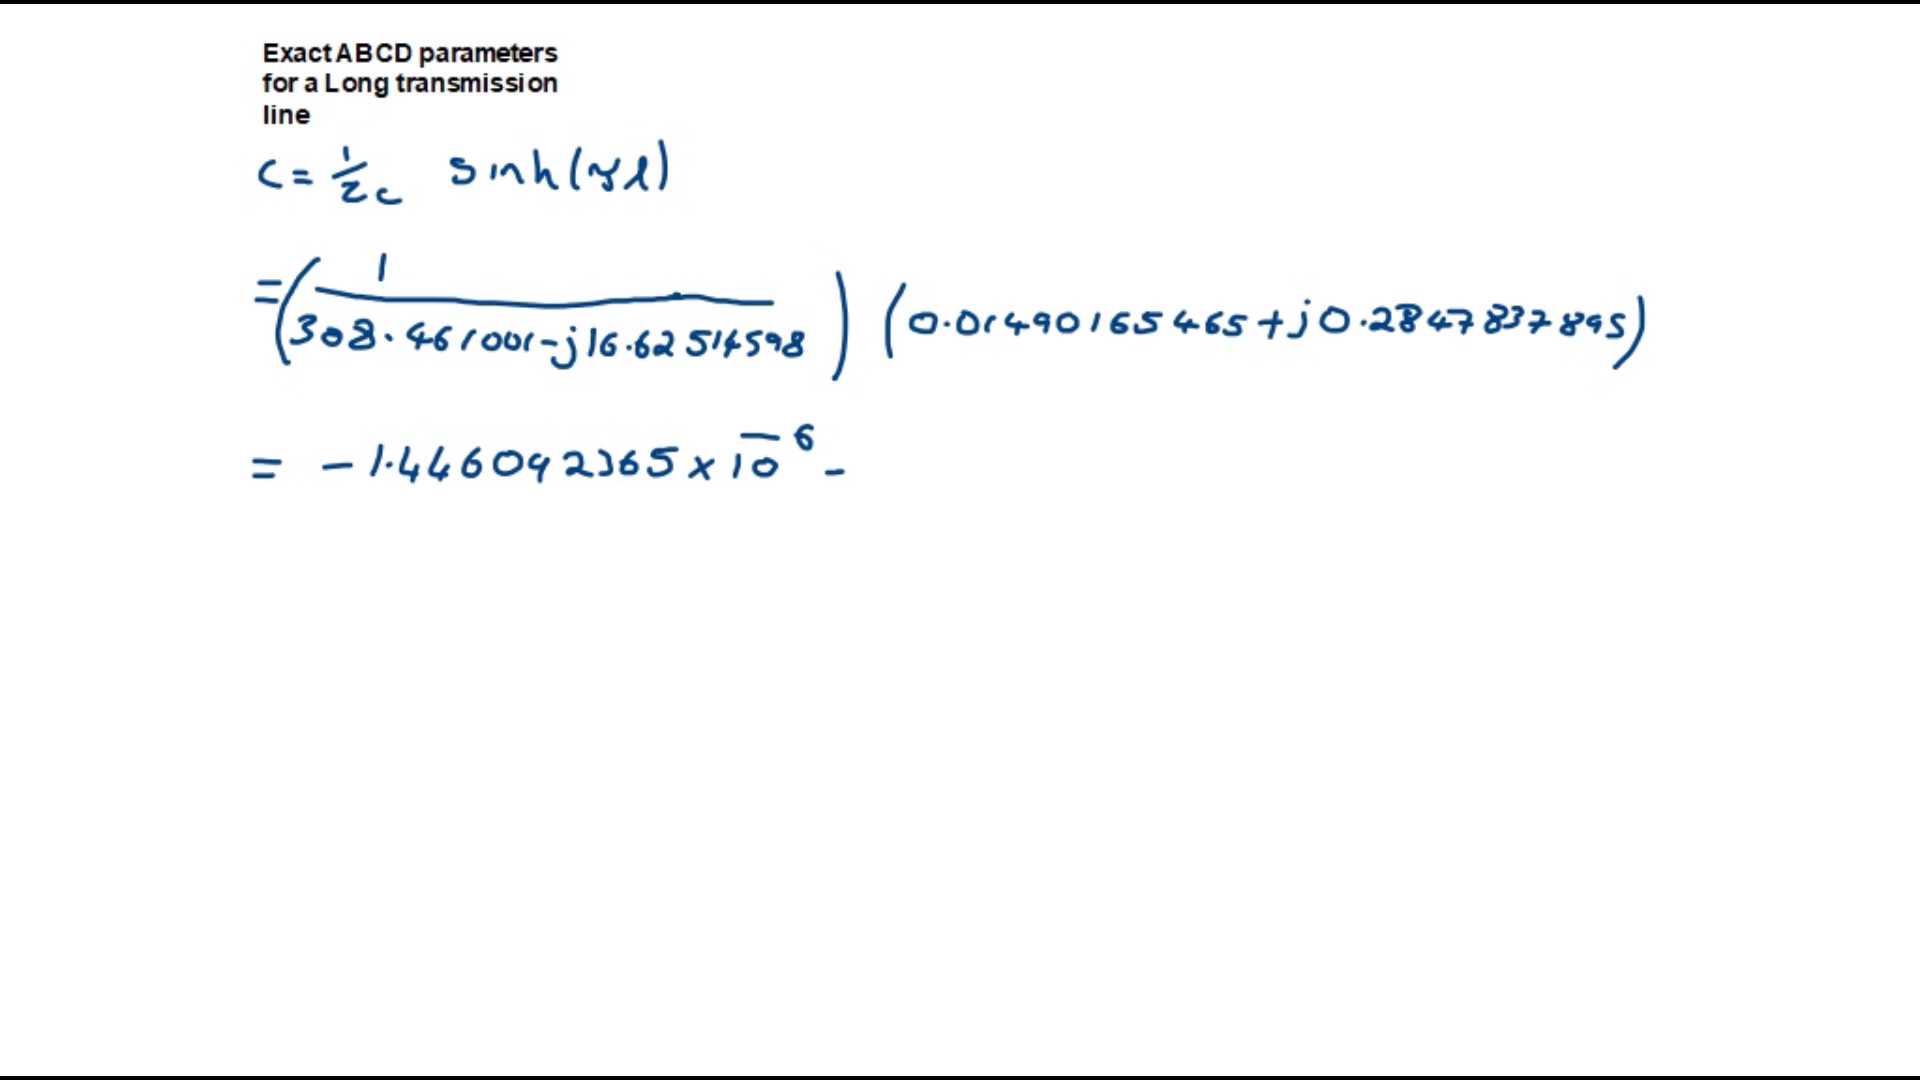 Exact ABCD parameters
for a Long transmission
line
C = 1/Zc sinh(γl)
= (1/308.461001-j16.62514598) (0.01490165465+j0.2847837895)
= -1.446092365 x 10^-6 -